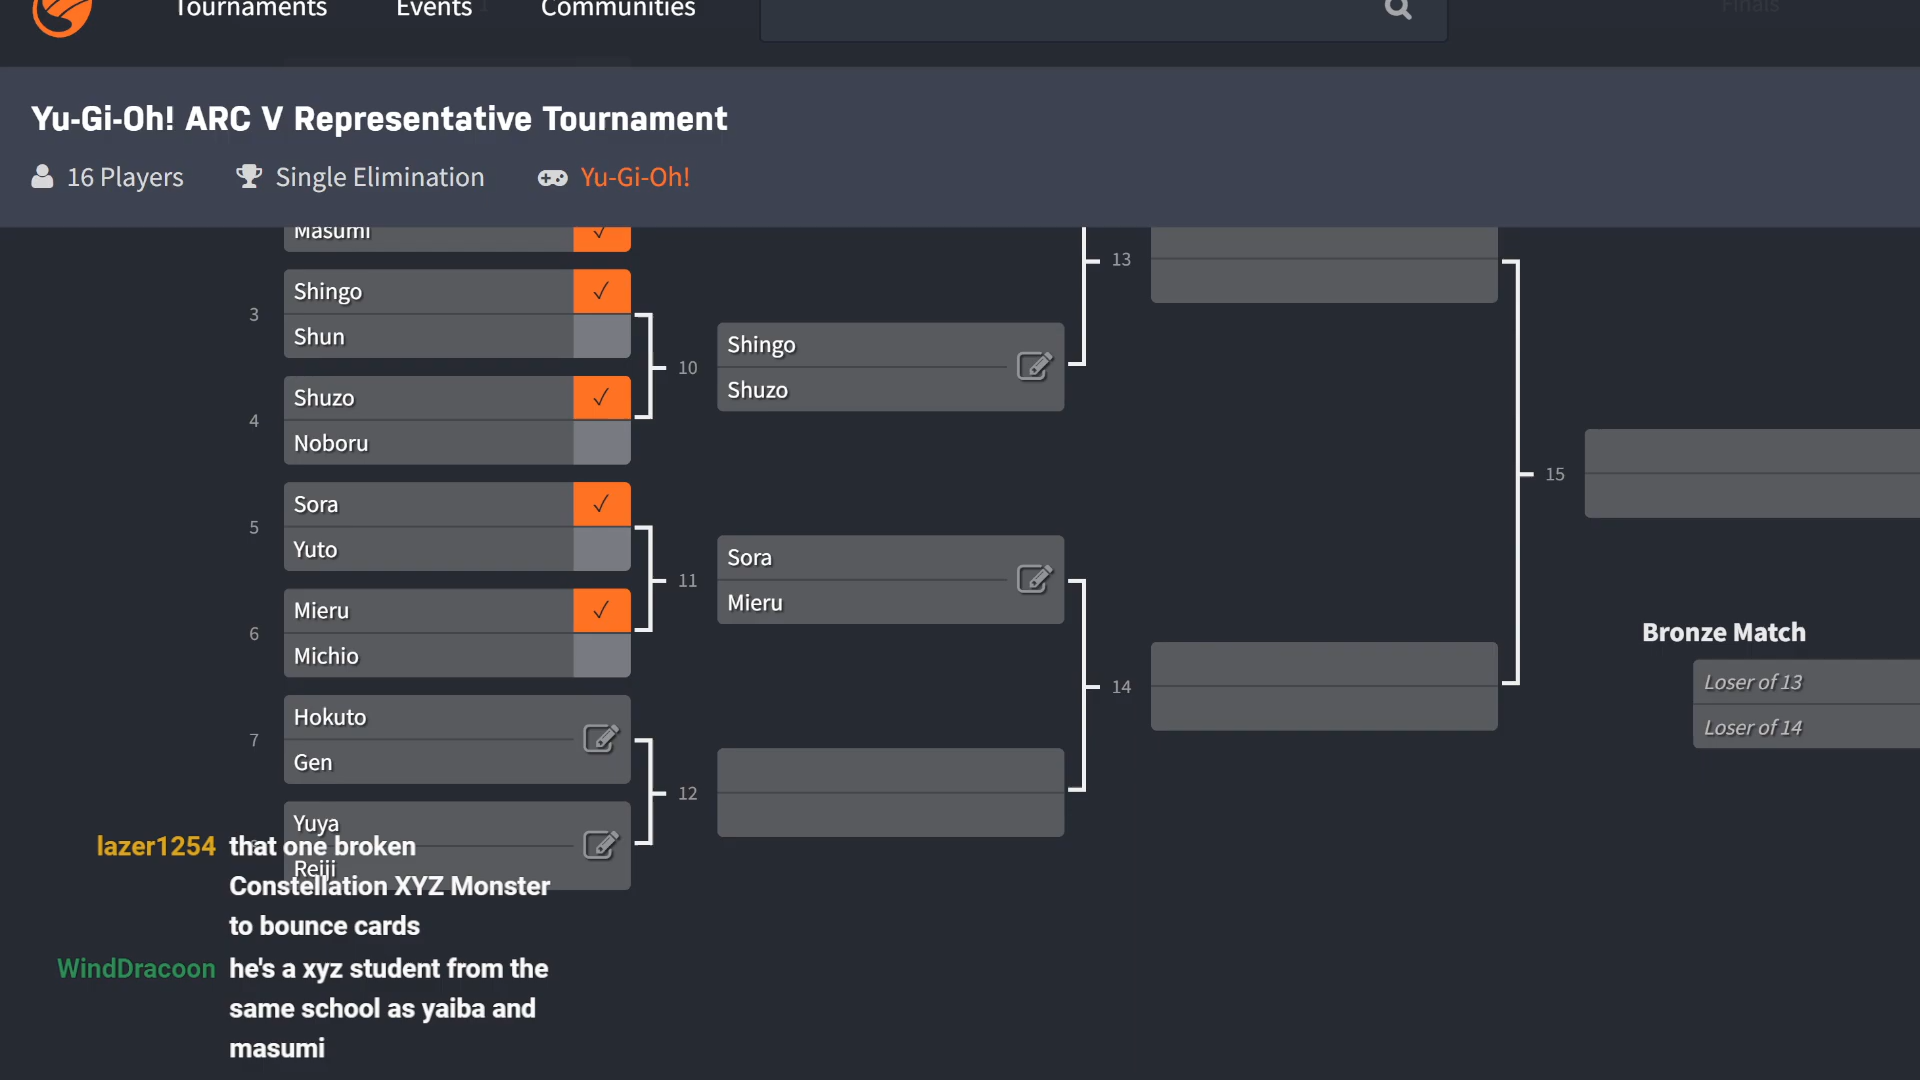 Tournaments Events Communities Finals
Yu-Gi-Oh! ARC V Representative Tournament
16 Players Single Elimination Yu-Gi-Oh!
Masumi ✓
3
Shingo ✓
Shun
4
Shuzo ✓
Noboru
5
Sora ✓
Yuto
6
Mieru ✓
Michio
7
Hokuto
Gen
Yuya
Reiji
10
Shingo
Shuzo
11
Sora
Mieru
12
13
14
15
Bronze Match
Loser of 13
Loser of 14
lazer1254 that one broken
Constellation XYZ Monster
to bounce cards
WindDracoon he's a xyz student from the
same school as yaiba and
masumi